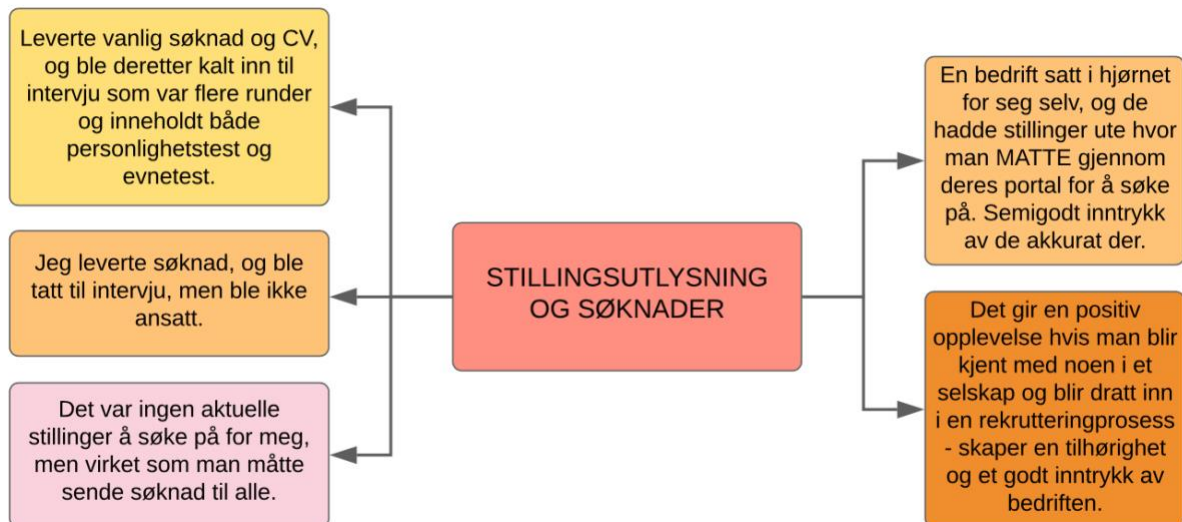 Leverte vanlig søknad og CV,
og ble deretter kalt inn til
intervju som var flere runder
og inneholdt både
personlighetstest og
evnetest.
Jeg leverte søknad, og ble
tatt til intervju, men ble ikke
ansatt.
Det var ingen aktuelle
stillinger å søke på for meg,
men virket som man måtte
sende søknad til alle.
STILLINGSUTLYSNING
OG SØKNADER
En bedrift satt i hjørnet
for seg selv, og de
hadde stillinger ute hvor
man MATTE gjennom
deres portal for å søke
på. Semigodt inntrykk
av de akkurat der.
Det gir en positiv
opplevelse hvis man blir
kjent med noen i et
selskap og blir dratt inn
i en rekrutteringprosess
- skaper en tilhørighet
og et godt inntrykk av
bedriften.